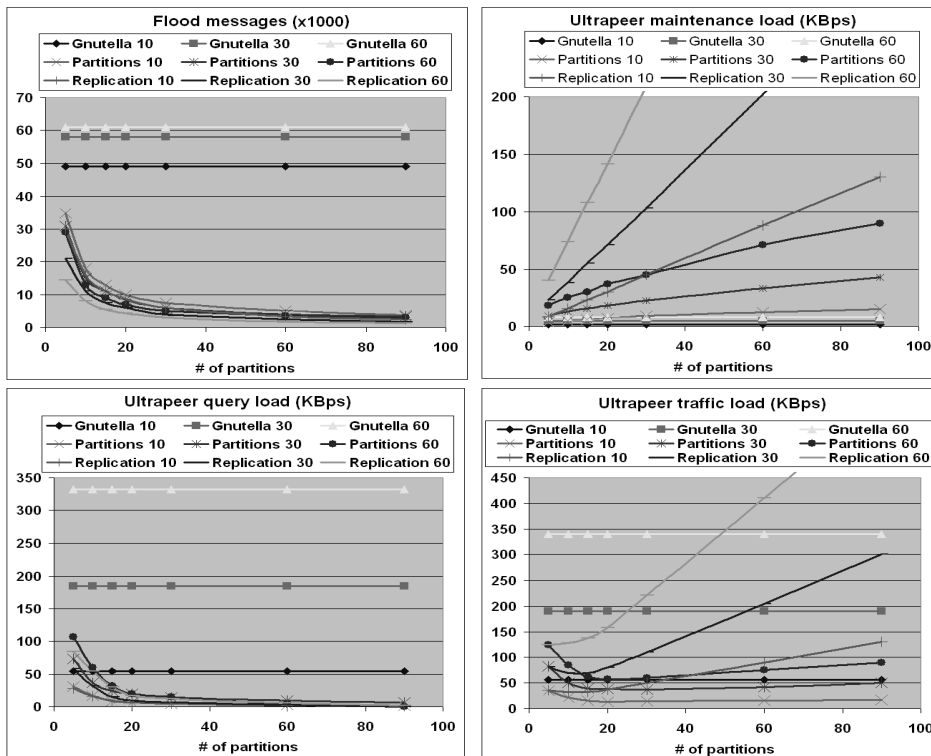 Flood messages (x1000)
Gnutella 10 Gnutella 30 Gnutella 60
Partitions 10 Partitions 30 Partitions 60
Replication 10 Replication 30 Replication 60
70
60
50
40
30
20
10
0
0 20 40 60 80 100
# of partitions
Ultrapeer maintenance load (KBps)
Gnutella 10 Gnutella 30 Gnutella 60
Partitions 10 Partitions 30 Partitions 60
Replication 10 Replication 30 Replication 60
200
150
100
50
0
0 20 40 60 80 100
# of partitions
Ultrapeer query load (KBps)
Gnutella 10 Gnutella 30 Gnutella 60
Partitions 10 Partitions 30 Partitions 60
Replication 10 Replication 30 Replication 60
350
300
250
200
150
100
50
0
0 20 40 60 80 100
# of partitions
Ultrapeer traffic load (KBps)
Gnutella 10 Gnutella 30 Gnutella 60
Partitions 10 Partitions 30 Partitions 60
Replication 10 Replication 30 Replication 60
450
400
350
300
250
200
150
100
50
0
0 20 40 60 80 100
# of partitions